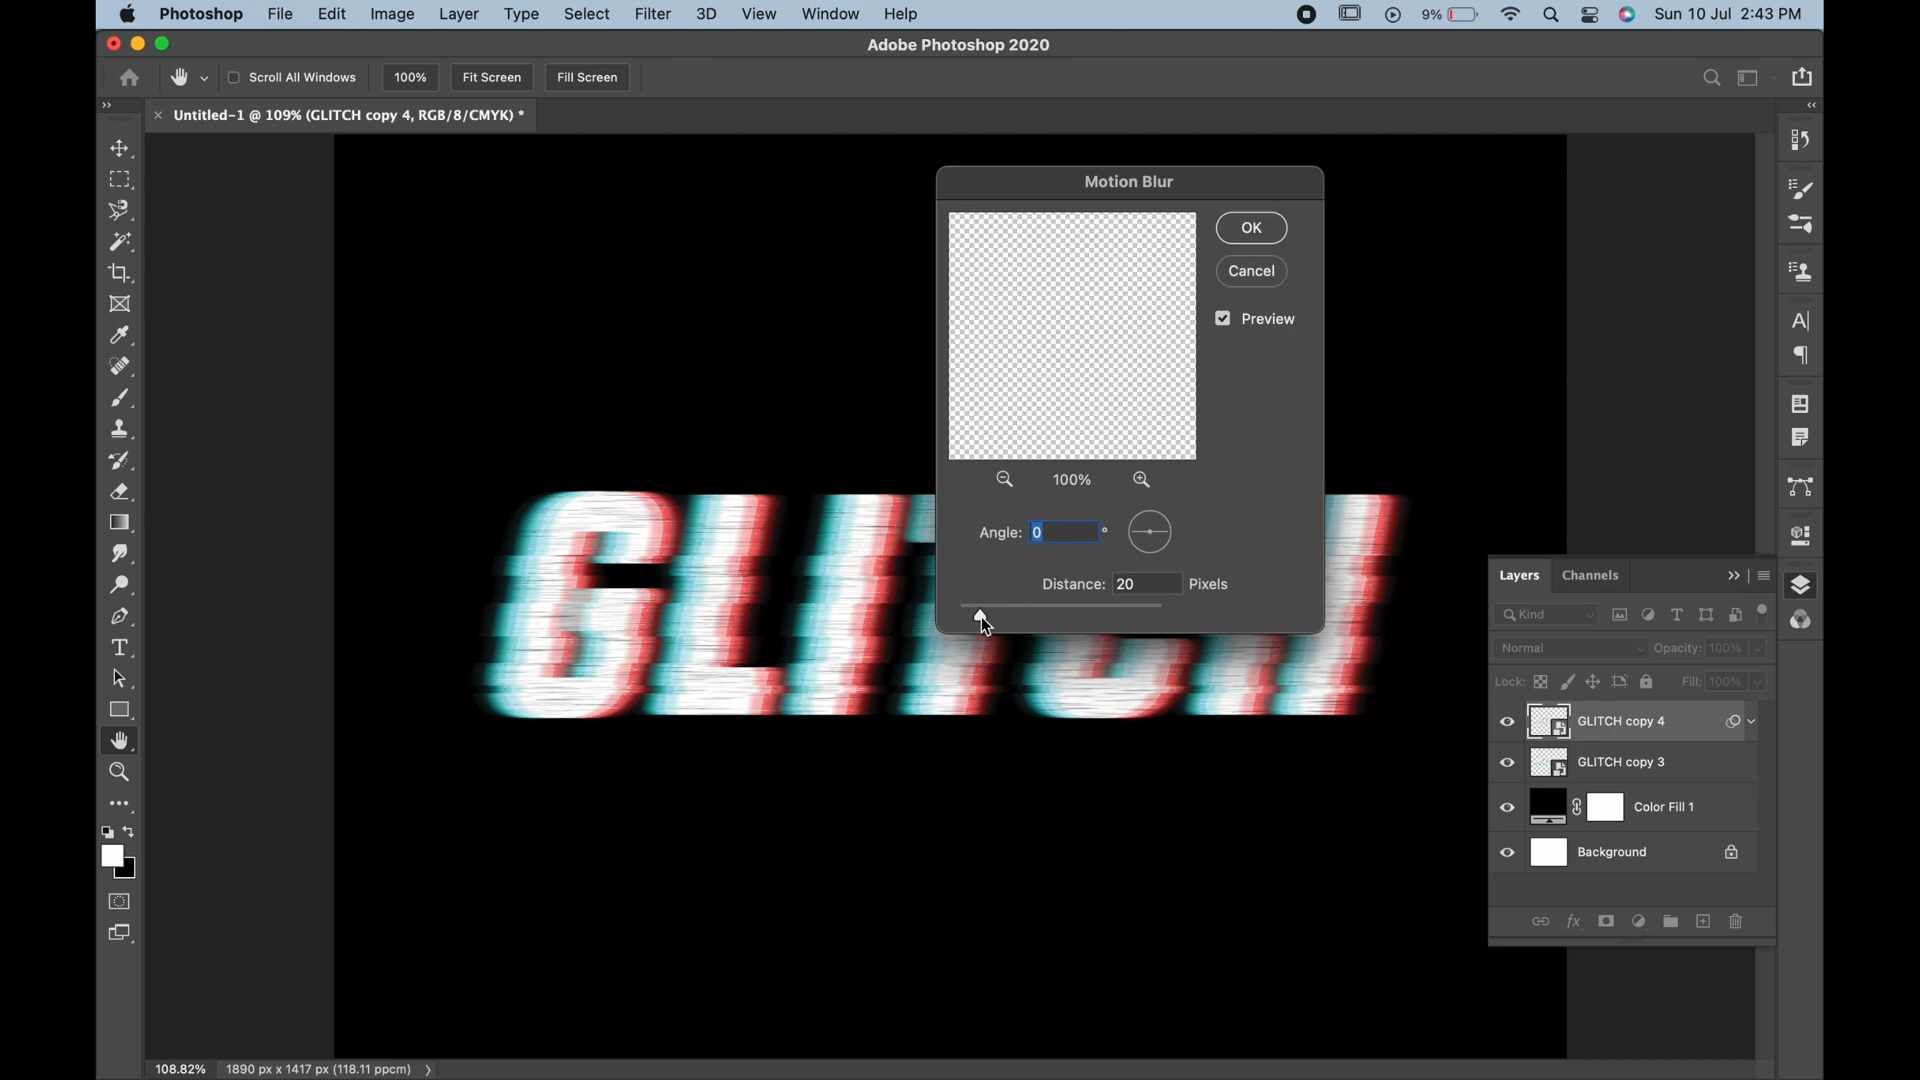 Photoshop File Edit Image Layer Type Select Filter 3D View Window Help 9% Sun 10 Jul 2:43 PM
Adobe Photoshop 2020
Scroll All Windows 100% Fit Screen Fill Screen
Untitled-1 @ 109% (GLITCH copy 4, RGB/8/CMYK) *
Motion Blur
OK
Cancel
Preview
100%
Angle: 0 °
Distance: 20 Pixels
GLITCH
Layers Channels
Kind
Normal Opacity: 100%
Lock: Fill: 100%
GLITCH copy 4
GLITCH copy 3
Color Fill 1
Background
fx
108.82% 1890 px x 1417 px (118.11 ppcm)